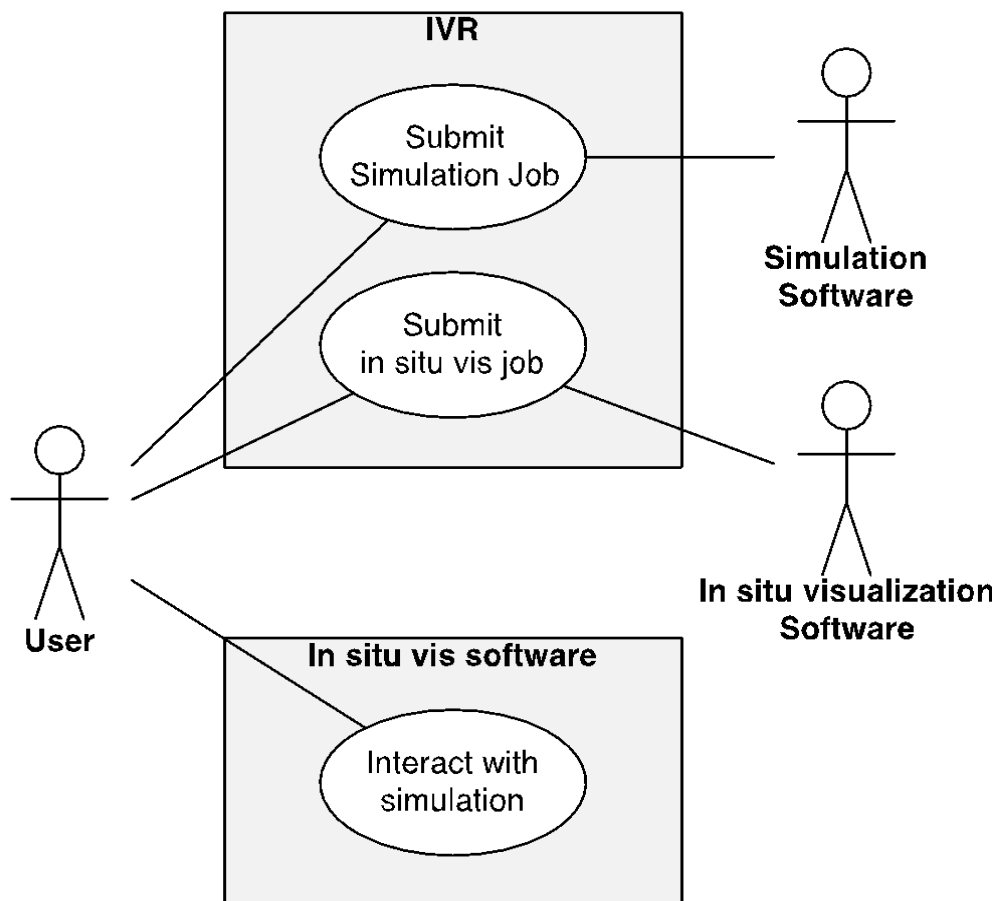 IVR
Submit
Simulation Job
Simulation
Software
Submit
in situ vis job
In situ visualization
Software
User
In situ vis software
Interact with
simulation